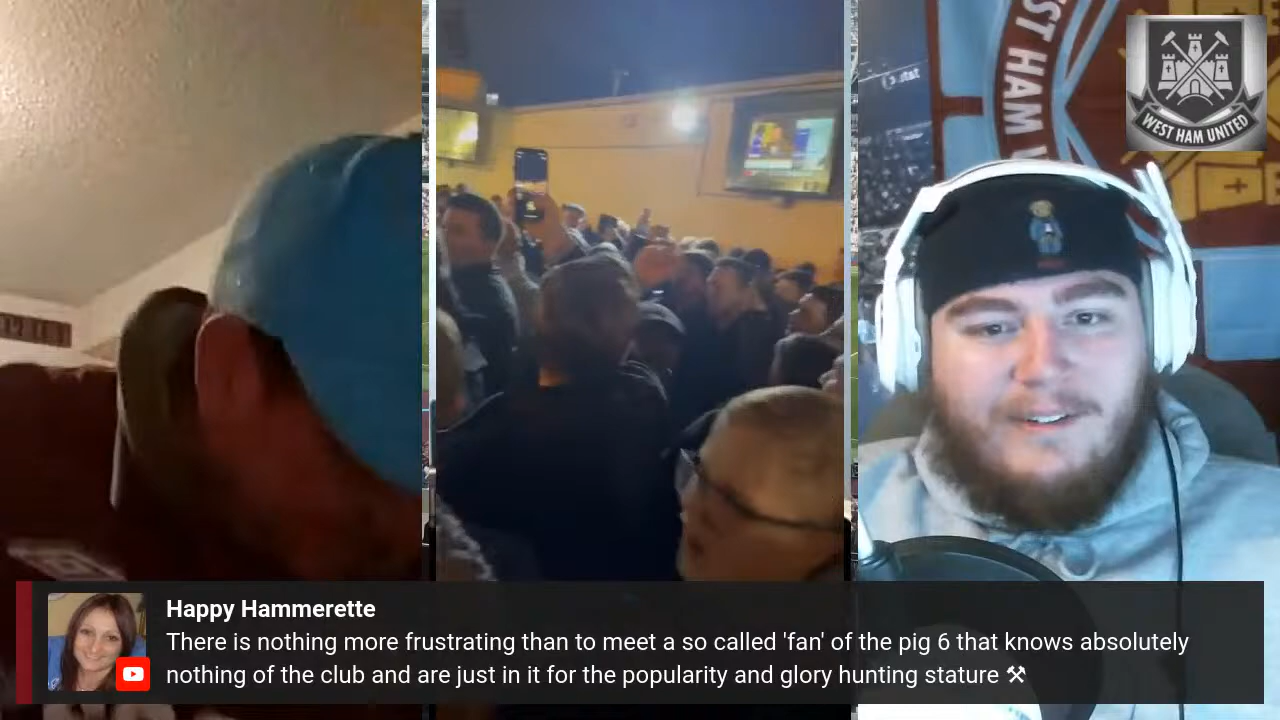 ST HAM
WEST HAM UNITED
Happy Hammerette
There is nothing more frustrating than to meet a so called 'fan' of the pig 6 that knows absolutely
nothing of the club and are just in it for the popularity and glory hunting stature ⚒